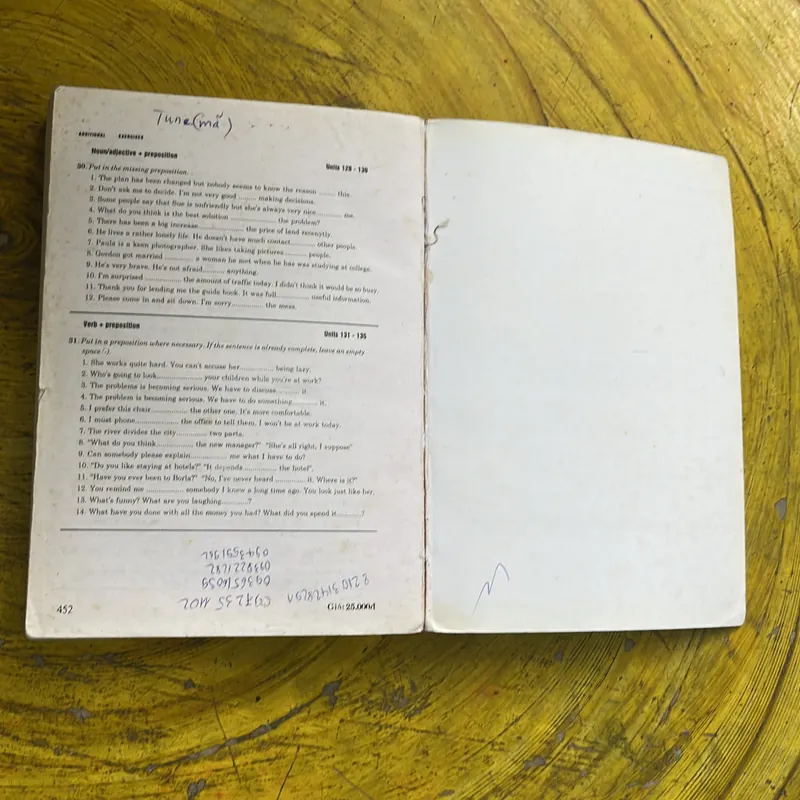 Tune (mã)
ADDITIONAL EXERCISES
Noun/adjective + preposition Units 128 - 130
30. Put in the missing preposition.
1. The plan has been changed but nobody seems to know the reason ........ this.
2. Don't ask me to decide. I'm not very good ........ making decisions.
3. Some people say that Sue is unfriendly but she's always very nice.......... me.
4. What do you think is the best solution ................. the problem?
5. There has been a big increase................. the price of land recenytly.
6. He lives a rather lonely life. He doesn't have much contact.......... other people.
7. Paula is a keen photographer. She likes taking pictures.......... people.
8. Gordon got married ............ a woman he met when he was was studying at college.
9. He's very brave. He's not afraid......... anything.
10. I'm surprised ............... the amount of traffic today. I didn't think it would be so busy.
11. Thank you for lending me the guide book. It was full............. useful information.
12. Please come in and sit down. I'm sorry.............. the mess.
Verb + preposition Units 131 - 135
31. Put in a preposition where necessary. If the sentence is already complete, leave an empty
space (-).
1. She works quite hard. You can't accuse her.............. being lazy.
2. Who's going to look.................. your children while you're at work?
3. The problems is becoming serious. We have to discuss.......... it.
4. The problem is becoming serious. We have to do something.......... it.
5. I prefer this chair.............. the other one. It's more comfortable.
6. I must phone................. the office to tell them. I won't be at work today.
7. The river divides the city............ two parts.
8. "What do you think.............. the new manager?" "She's all right, I suppose"
9. Can somebody please explain............... me what I have to do?
10. "Do you like staying at hotels?" "It depends ............. the hotel".
11. "Have you ever been to Borla?" "No, I've never heard ............. it. Where is it?"
12. You remind me ............... somebody I knew a long time ago. You look just like her.
13. What's funny? What are you laughing...........?
14. What have you done with all the money you had? What did you spend it..........?
452
Giá: 25.000đ